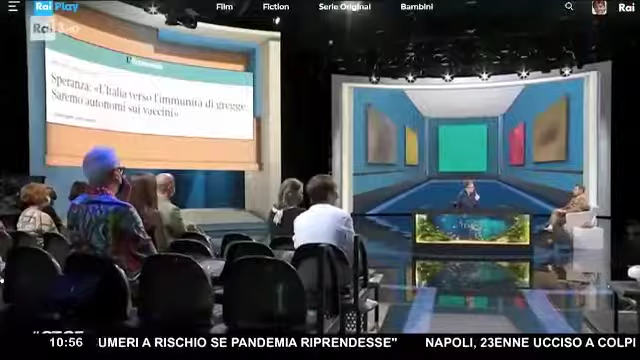 Rai Play
Film
Fiction
Serie Original
Bambini
Rai
Rai
Speranza: «L'Italia verso l'immunità di gregge
Saremo autonomi sui vaccini»
10:56
UMERI A RISCHIO SE PANDEMIA RIPRENDESSE"
NAPOLI, 23ENNE UCCISO A COLPI